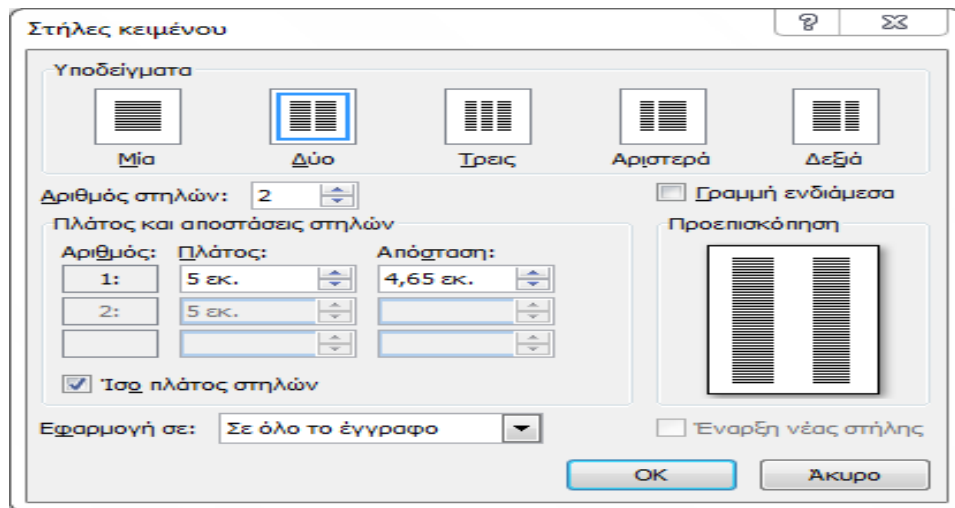 Στήλες κειμένου
Υποδείγματα
Μία Δύο Τρεις Αριστερά Δεξιά
Αριθμός στηλών: 2 Γραμμή ενδιάμεσα
Πλάτος και αποστάσεις στηλών Προεπισκόπηση
Αριθμός: Πλάτος: Απόσταση:
1: 5 εκ. 4,65 εκ.
2: 5 εκ.
Ίσο πλάτος στηλών
Εφαρμογή σε: Σε όλο το έγγραφο Έναρξη νέας στήλης
OK Άκυρο